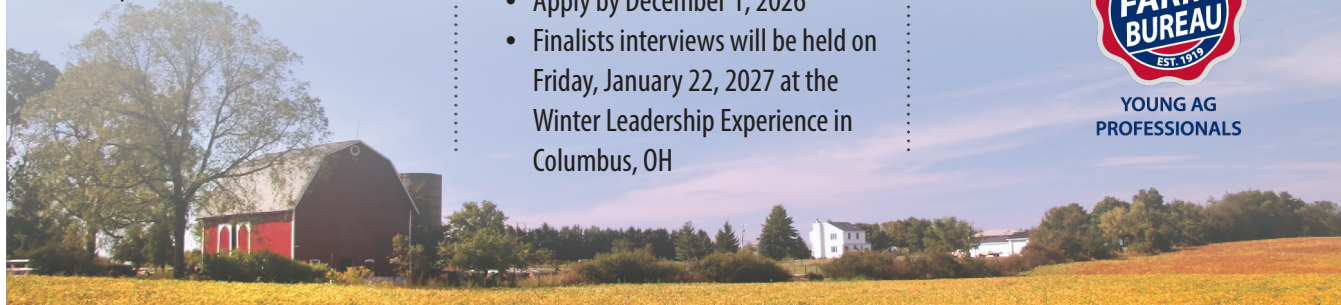 • Apply by December 1, 2026
• Finalists interviews will be held on
Friday, January 22, 2027 at the
Winter Leadership Experience in
Columbus, OH
FARM
BUREAU
EST. 1919
YOUNG AG
PROFESSIONALS